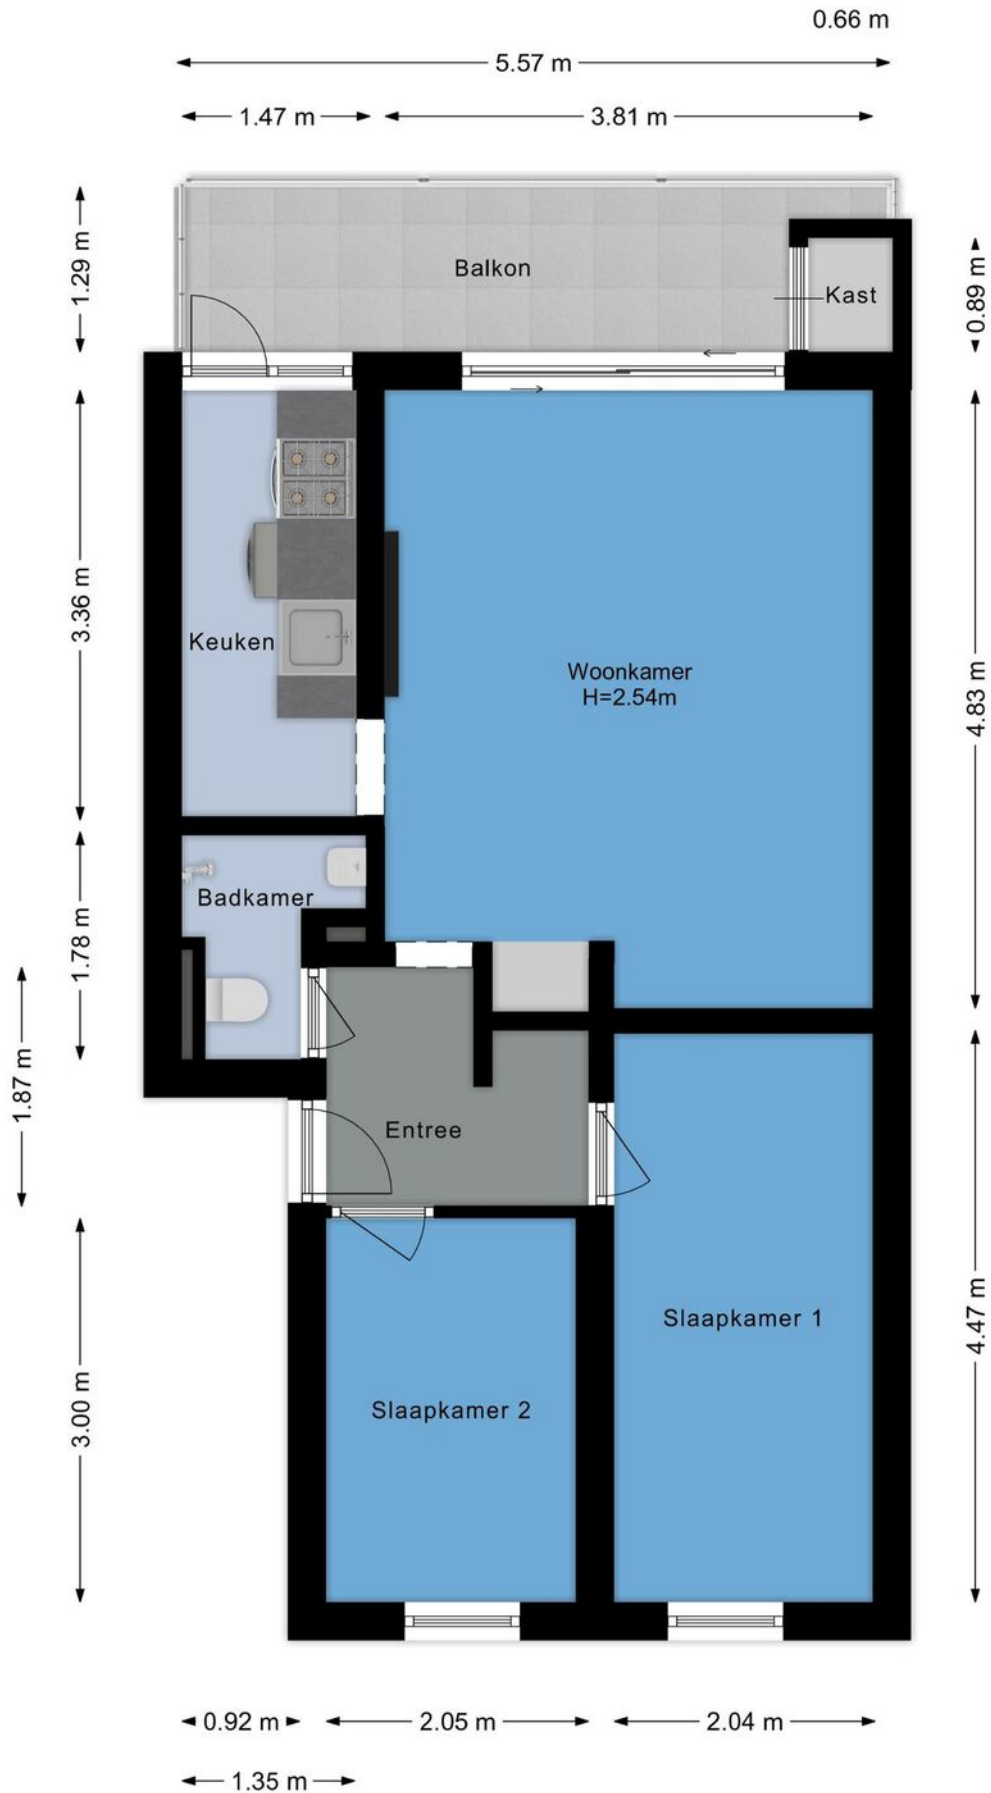 0.66 m
5.57 m
1.47 m
3.81 m
1.29 m
Balkon
Kast
0.89 m
3.36 m
Keuken
Woonkamer
H=2.54m
4.83 m
Badkamer
1.78 m
1.87 m
Entree
Slaapkamer 1
4.47 m
Slaapkamer 2
3.00 m
0.92 m
2.05 m
2.04 m
1.35 m